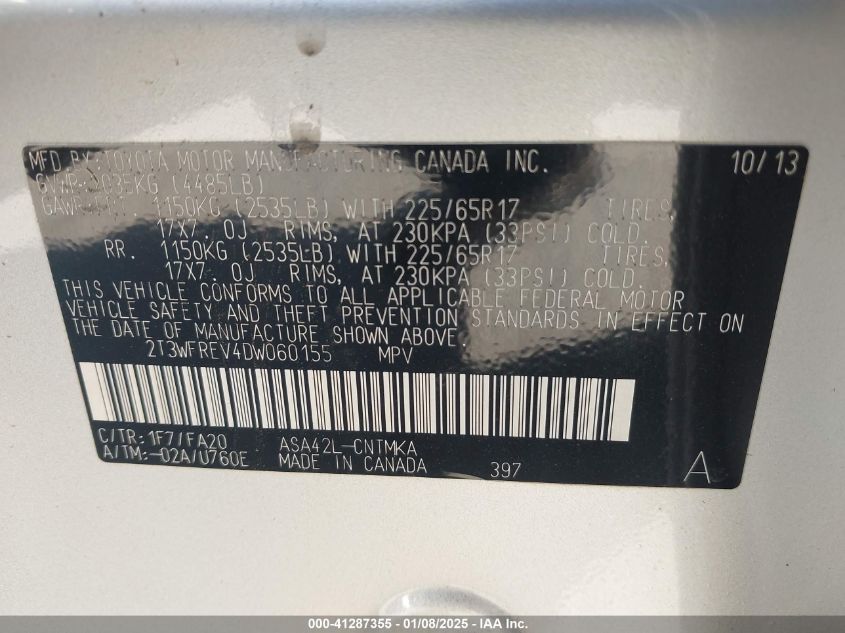 MFD. BY: TOYOTA MOTOR MANUFACTURING CANADA INC. 10/13
GVWR: 2035KG (4485LB)
GAWR: FRT. 1150KG (2535LB) WITH 225/65R17 TIRES,
17X7.0J RIMS, AT 230KPA (33PSI) COLD.
RR. 1150KG (2535LB) WITH 225/65R17 TIRES,
17X7.0J RIMS, AT 230KPA (33PSI) COLD.
THIS VEHICLE CONFORMS TO ALL APPLICABLE FEDERAL MOTOR
VEHICLE SAFETY AND THEFT PREVENTION STANDARDS IN EFFECT ON
THE DATE OF MANUFACTURE SHOWN ABOVE.
2T3WFREV4DW060155 MPV
C/TR: 1F7/FA20 ASA42L-CNTMKA
A/TM:-02A/U760E MADE IN CANADA 397 A
000-41287355 — 01/08/2025 — IAA Inc.